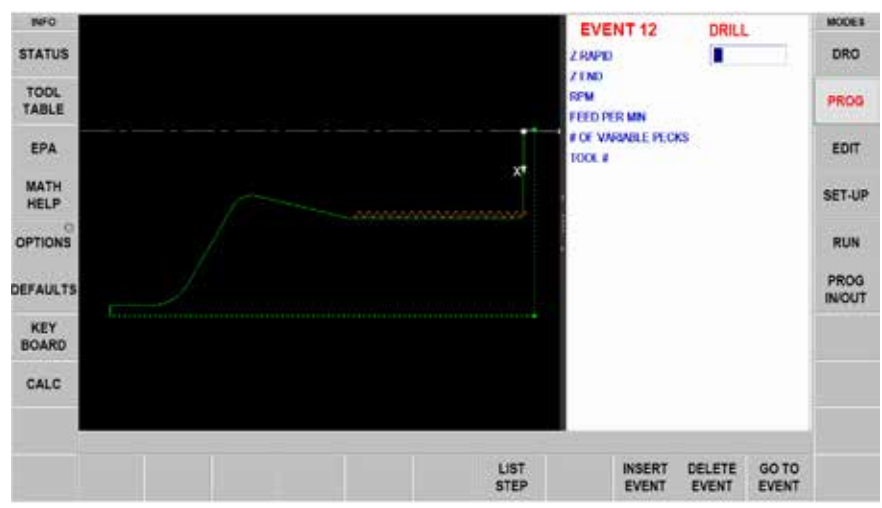 INFO
STATUS
TOOL
TABLE
EPA
MATH
HELP
OPTIONS
DEFAULTS
KEY
BOARD
CALC
X
EVENT 12 DRILL
Z RAPID
Z END
RPM
FEED PER MIN
# OF VARIABLE PECKS
TOOL #
MODES
DRO
PROG
EDIT
SET-UP
RUN
PROG
IN/OUT
LIST
STEP
INSERT
EVENT
DELETE
EVENT
GO TO
EVENT